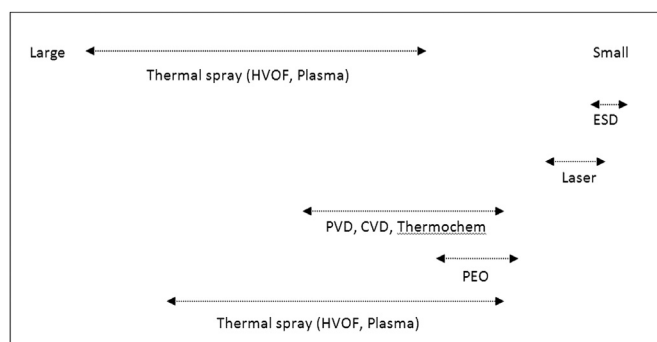 Large
Small
Thermal spray (HVOF, Plasma)
ESD
Laser
PVD, CVD, Thermochem
PEO
Thermal spray (HVOF, Plasma)